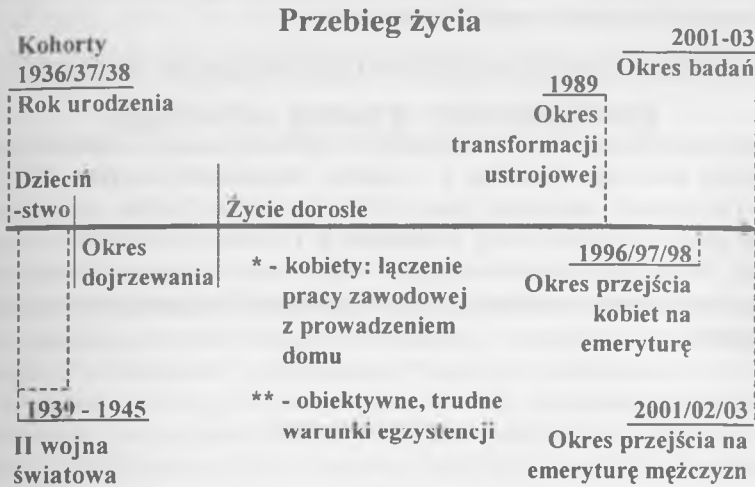 Przebieg życia
Kohorty
1936/37/38
Rok urodzenia
2001-03
Okres badań
1989
Okres
transformacji
ustrojowej
Dzieciń
-stwo
Życie dorosłe
Okres
dojrzewania
* - kobiety: łączenie
pracy zawodowej
z prowadzeniem
domu
** - obiektywne, trudne
warunki egzystencji
1996/97/98
Okres przejścia
kobiet na
emeryturę
1939 - 1945
II wojna
światowa
2001/02/03
Okres przejścia na
emeryturę mężczyzn